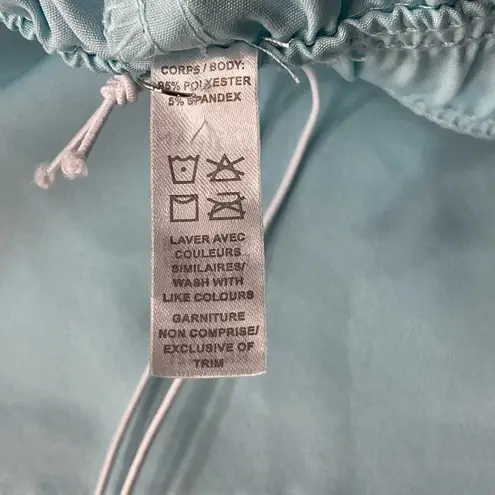 CORPS / BODY:
95% POLYESTER
5% SPANDEX
LAVER AVEC
COULEURS
SIMILAIRES/
WASH WITH
LIKE COLOURS
GARNITURE
NON COMPRISE/
EXCLUSIVE OF
TRIM